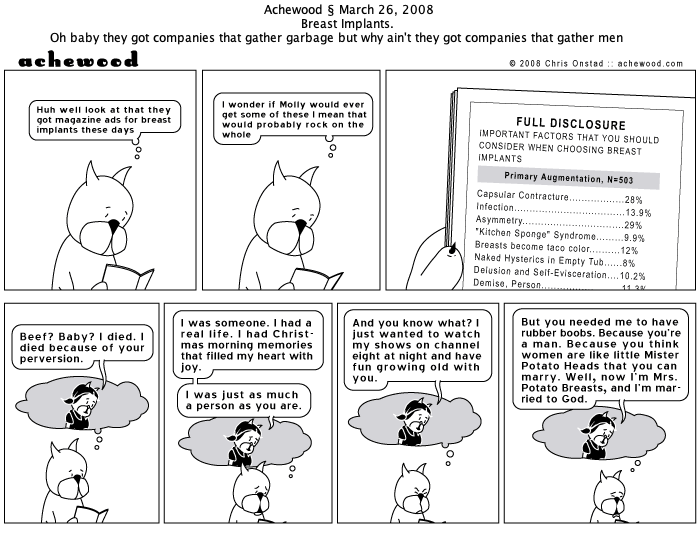 Achewood § March 26, 2008
Breast Implants.
Oh baby they got companies that gather garbage but why ain't they got companies that gather men
achewood
© 2008 Chris Onstad :: achewood.com
Huh well look at that they
got magazine ads for breast
implants these days
I wonder if Molly would ever
get some of these I mean that
would probably rock on the
whole
FULL DISCLOSURE
IMPORTANT FACTORS THAT YOU SHOULD
CONSIDER WHEN CHOOSING BREAST
IMPLANTS
Primary Augmentation, N=503
Capsular Contracture................28%
Infection................................13.9%
Asymmetry.............................29%
"Kitchen Sponge" Syndrome........9.9%
Breasts become taco color..........12%
Naked Hysterics in Empty Tub.....8%
Delusion and Self-Evisceration....10.2%
Demise, Person......................11.3%
Beef? Baby? I died. I
died because of your
perversion.
I was someone. I had a
real life. I had Christ-
mas morning memories
that filled my heart with
joy.
I was just as much
a person as you are.
And you know what? I
just wanted to watch
my shows on channel
eight at night and have
fun growing old with
you.
But you needed me to have
rubber boobs. Because you're
a man. Because you think
women are like little Mister
Potato Heads that you can
marry. Well, now I'm Mrs.
Potato Breasts, and I'm mar-
ried to God.